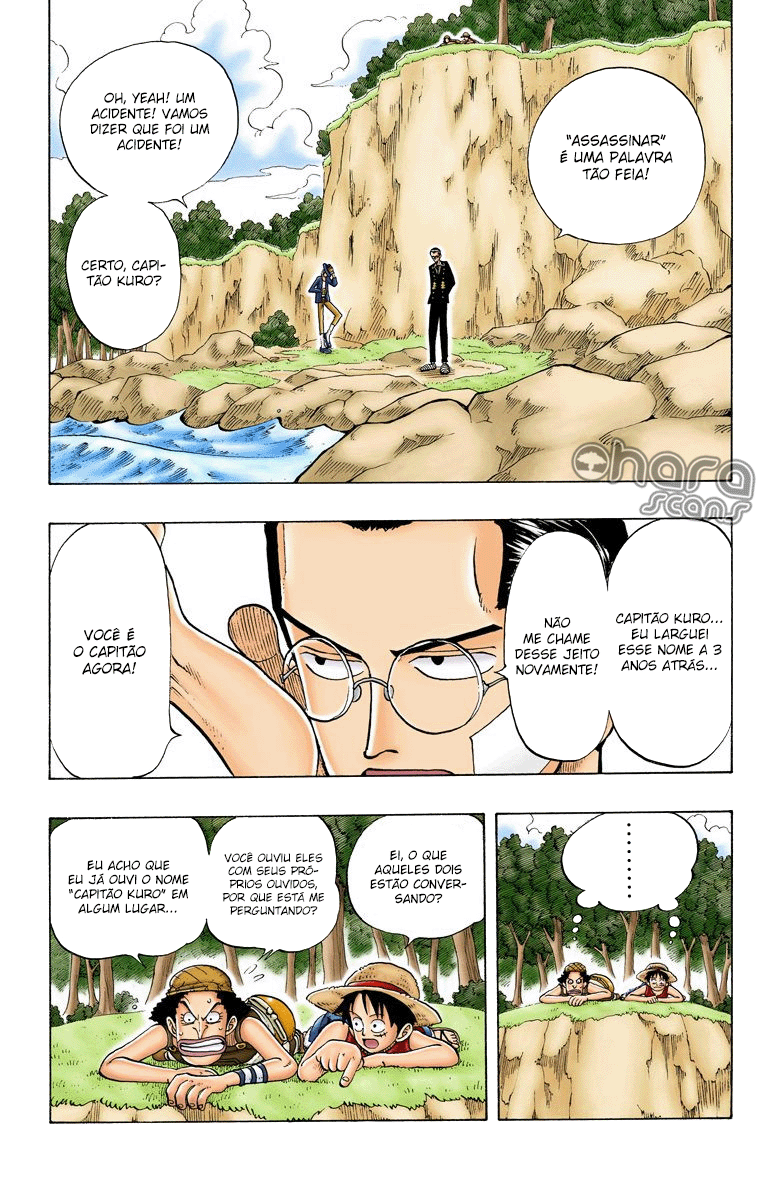 "ASSASSINAR"
É UMA PALAVRA
TÃO FEIA!
OH, YEAH! UM
ACIDENTE! VAMOS
DIZER QUE FOI UM
ACIDENTE!
CERTO, CAPI-
TÃO KURO?
Ohara
scans
CAPITÃO KURO...
EU LARGUEI
ESSE NOME A 3
ANOS ATRÁS...
NÃO
ME CHAME
DESSE JEITO
NOVAMENTE!
VOCÊ É
O CAPITÃO
AGORA!
........
EI, O QUE
AQUELES DOIS
ESTÃO CONVER-
SANDO?
VOCÊ OUVIU ELES
COM SEUS PRÓ-
PRIOS OUVIDOS,
POR QUE ESTÁ ME
PERGUNTANDO?
EU ACHO QUE
EU JÁ OUVI O NOME
"CAPITÃO KURO" EM
ALGUM LUGAR...